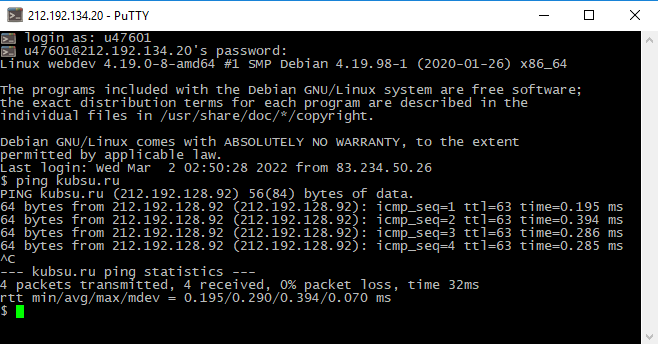 212.192.134.20 - PuTTY
login as: u47601
u47601@212.192.134.20's password:
Linux webdev 4.19.0-8-amd64 #1 SMP Debian 4.19.98-1 (2020-01-26) x86_64
The programs included with the Debian GNU/Linux system are free software;
the exact distribution terms for each program are described in the
individual files in /usr/share/doc/*/copyright.
Debian GNU/Linux comes with ABSOLUTELY NO WARRANTY, to the extent
permitted by applicable law.
Last login: Wed Mar  2 02:50:28 2022 from 83.234.50.26
$ ping kubsu.ru
PING kubsu.ru (212.192.128.92) 56(84) bytes of data.
64 bytes from 212.192.128.92 (212.192.128.92): icmp_seq=1 ttl=63 time=0.195 ms
64 bytes from 212.192.128.92 (212.192.128.92): icmp_seq=2 ttl=63 time=0.394 ms
64 bytes from 212.192.128.92 (212.192.128.92): icmp_seq=3 ttl=63 time=0.286 ms
64 bytes from 212.192.128.92 (212.192.128.92): icmp_seq=4 ttl=63 time=0.285 ms
^C
--- kubsu.ru ping statistics ---
4 packets transmitted, 4 received, 0% packet loss, time 32ms
rtt min/avg/max/mdev = 0.195/0.290/0.394/0.070 ms
$